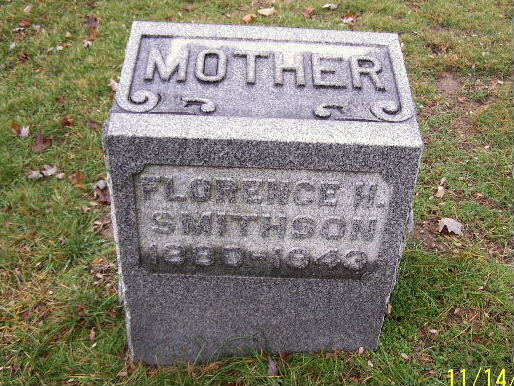 MOTHER
FLORENCE H.
SMITHSON
1880-1943
11/14